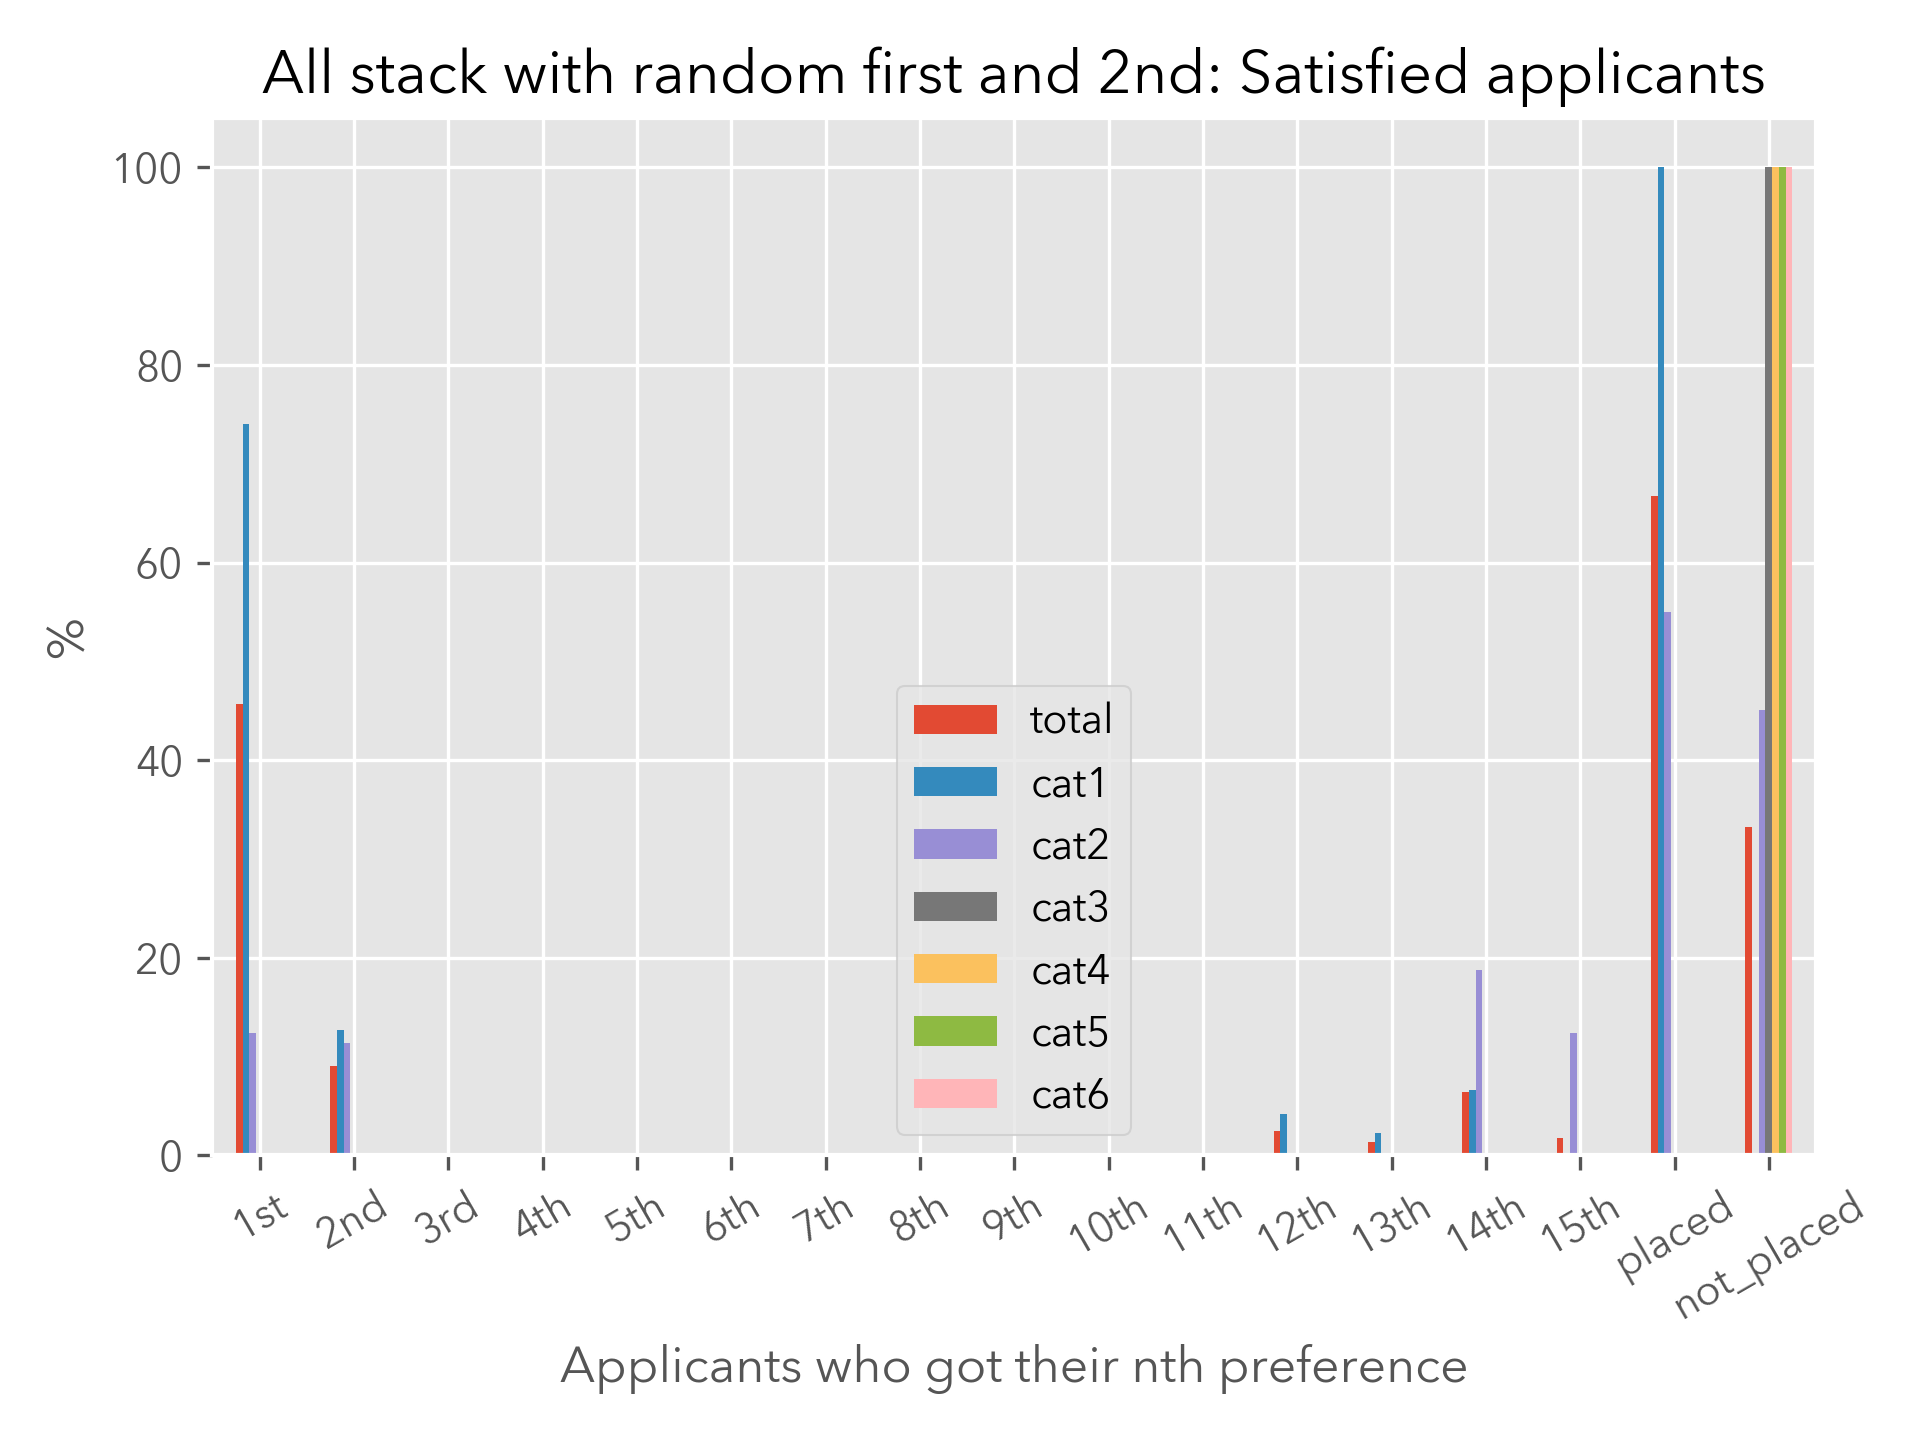 All stack with random first and 2nd: Satisfied applicants
100
80
60
40
20
0
%
total
cat1
cat2
cat3
cat4
cat5
cat6
1st 2nd 3rd 4th 5th 6th 7th 8th 9th 10th 11th 12th 13th 14th 15th placed not_placed
Applicants who got their nth preference